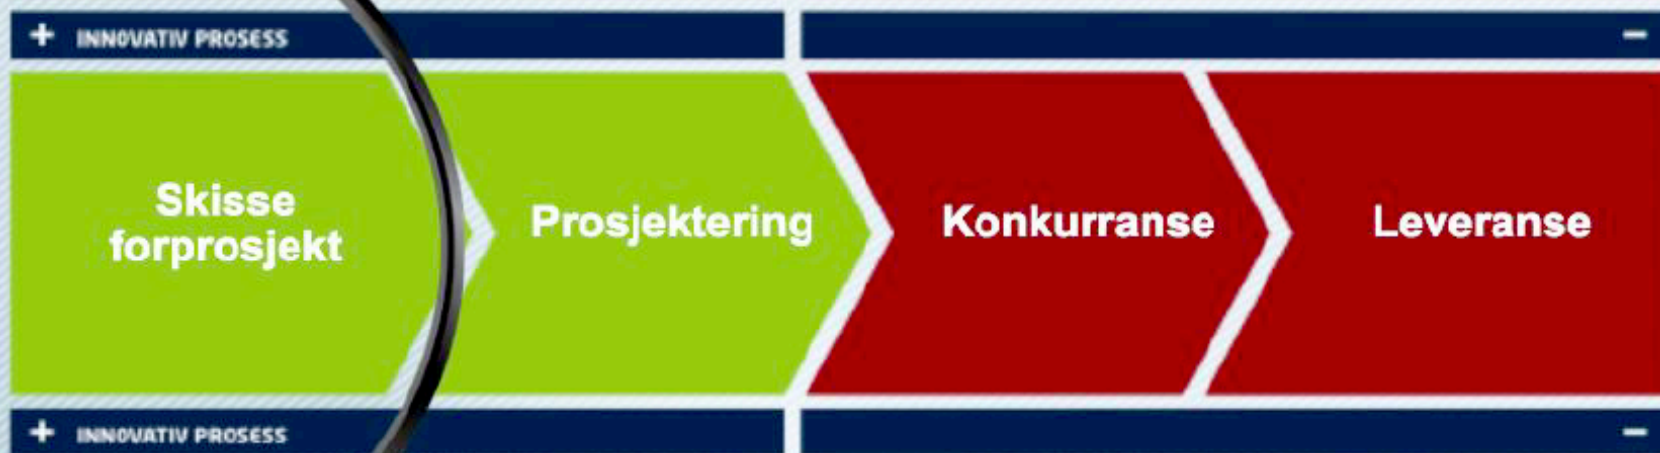 + INNOVATIV PROSESS
−
Skisse
forprosjekt
Prosjektering
Konkurranse
Leveranse
+ INNOVATIV PROSESS
−